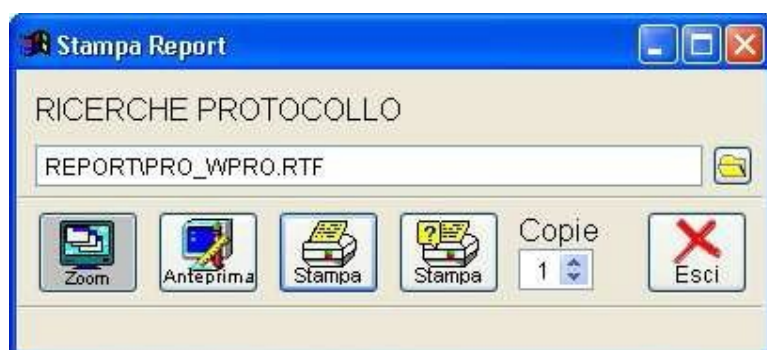 Stampa Report
RICERCHE PROTOCOLLO
REPORT\PRO_WPRO.RTF
Zoom
Anteprima
Stampa
?
Stampa
Copie
1
Esci